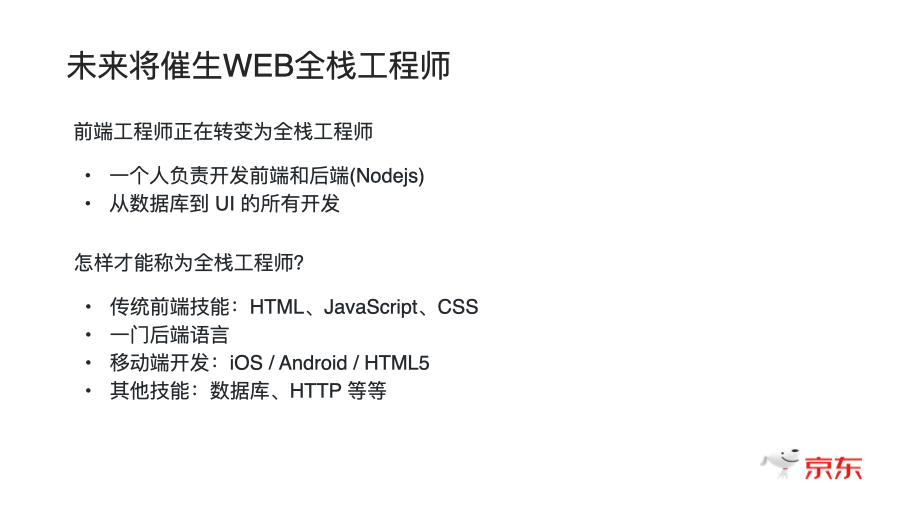 未来将催生WEB全栈工程师
前端工程师正在转变为全栈工程师
• 一个人负责开发前端和后端(Nodejs)
• 从数据库到 UI 的所有开发
怎样才能称为全栈工程师?
• 传统前端技能：HTML、JavaScript、CSS
• 一门后端语言
• 移动端开发：iOS / Android / HTML5
• 其他技能：数据库、HTTP 等等
京东